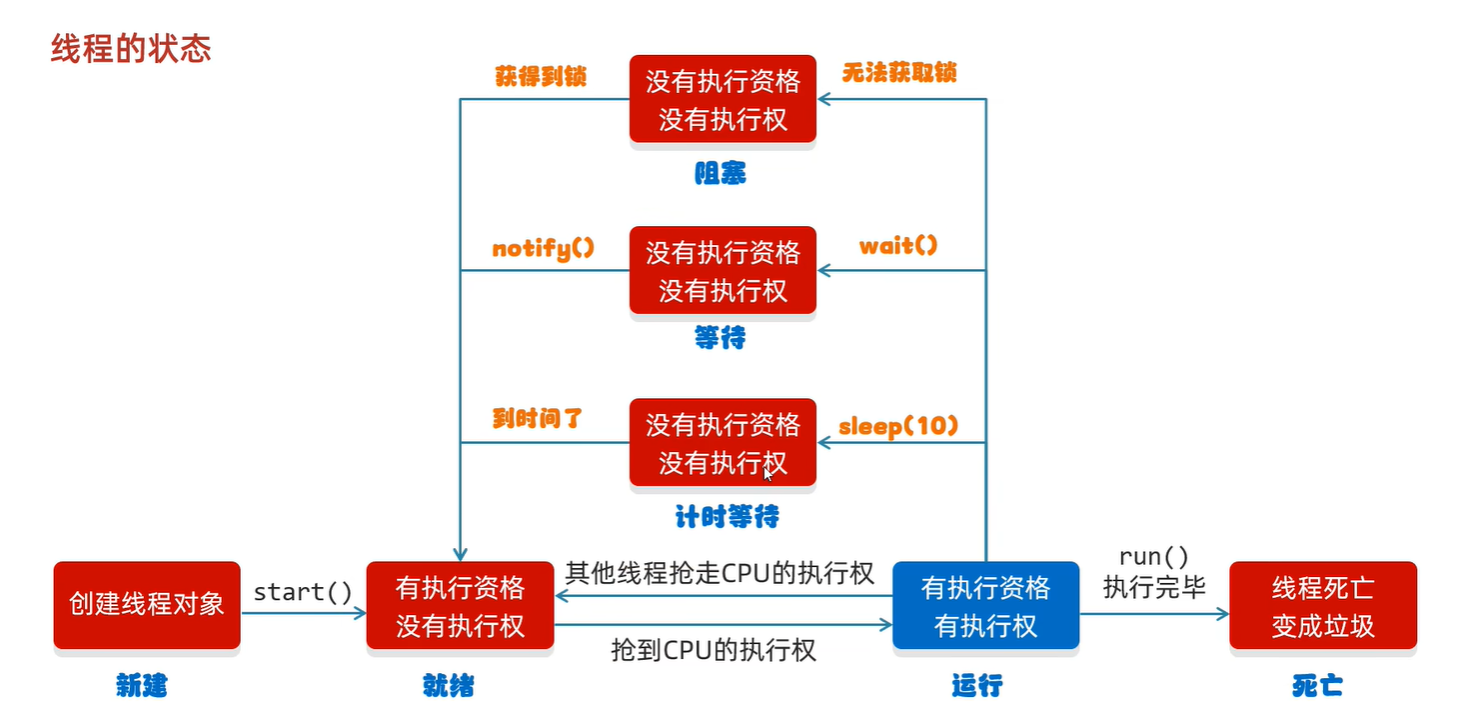 线程的状态
获得到锁
没有执行资格
没有执行权
无法获取锁
阻塞
notify()
没有执行资格
没有执行权
wait()
等待
到时间了
没有执行资格
没有执行权
sleep(10)
计时等待
创建线程对象
start()
有执行资格
没有执行权
其他线程抢走CPU的执行权
抢到CPU的执行权
有执行资格
有执行权
run()
执行完毕
线程死亡
变成垃圾
新建
就绪
运行
死亡